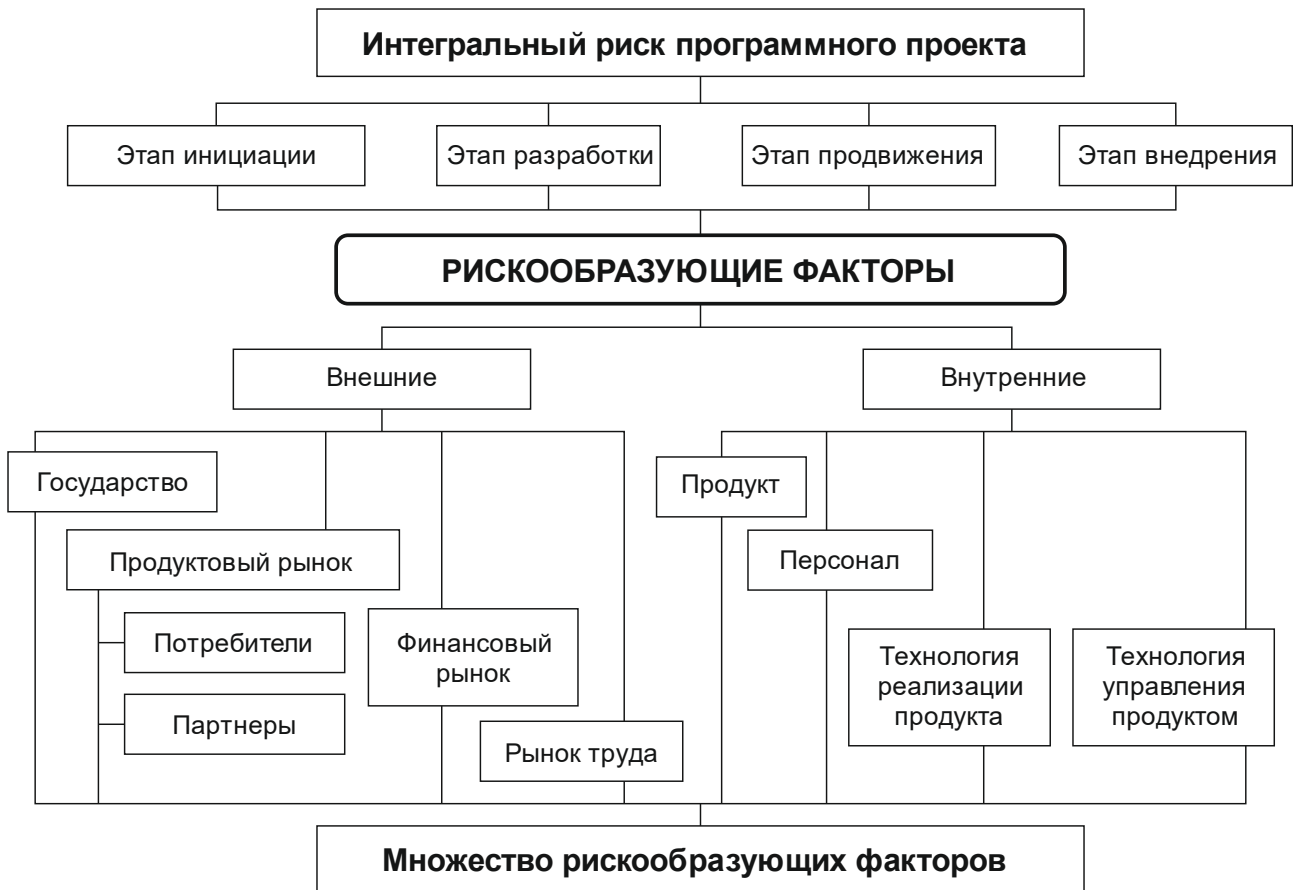 Интегральный риск программного проекта
Этап инициации
Этап разработки
Этап продвижения
Этап внедрения
РИСКООБРАЗУЮЩИЕ ФАКТОРЫ
Внешние
Внутренние
Государство
Продуктовый рынок
Потребители
Партнеры
Финансовый
рынок
Рынок труда
Продукт
Персонал
Технология
реализации
продукта
Технология
управления
продуктом
Множество рискообразующих факторов